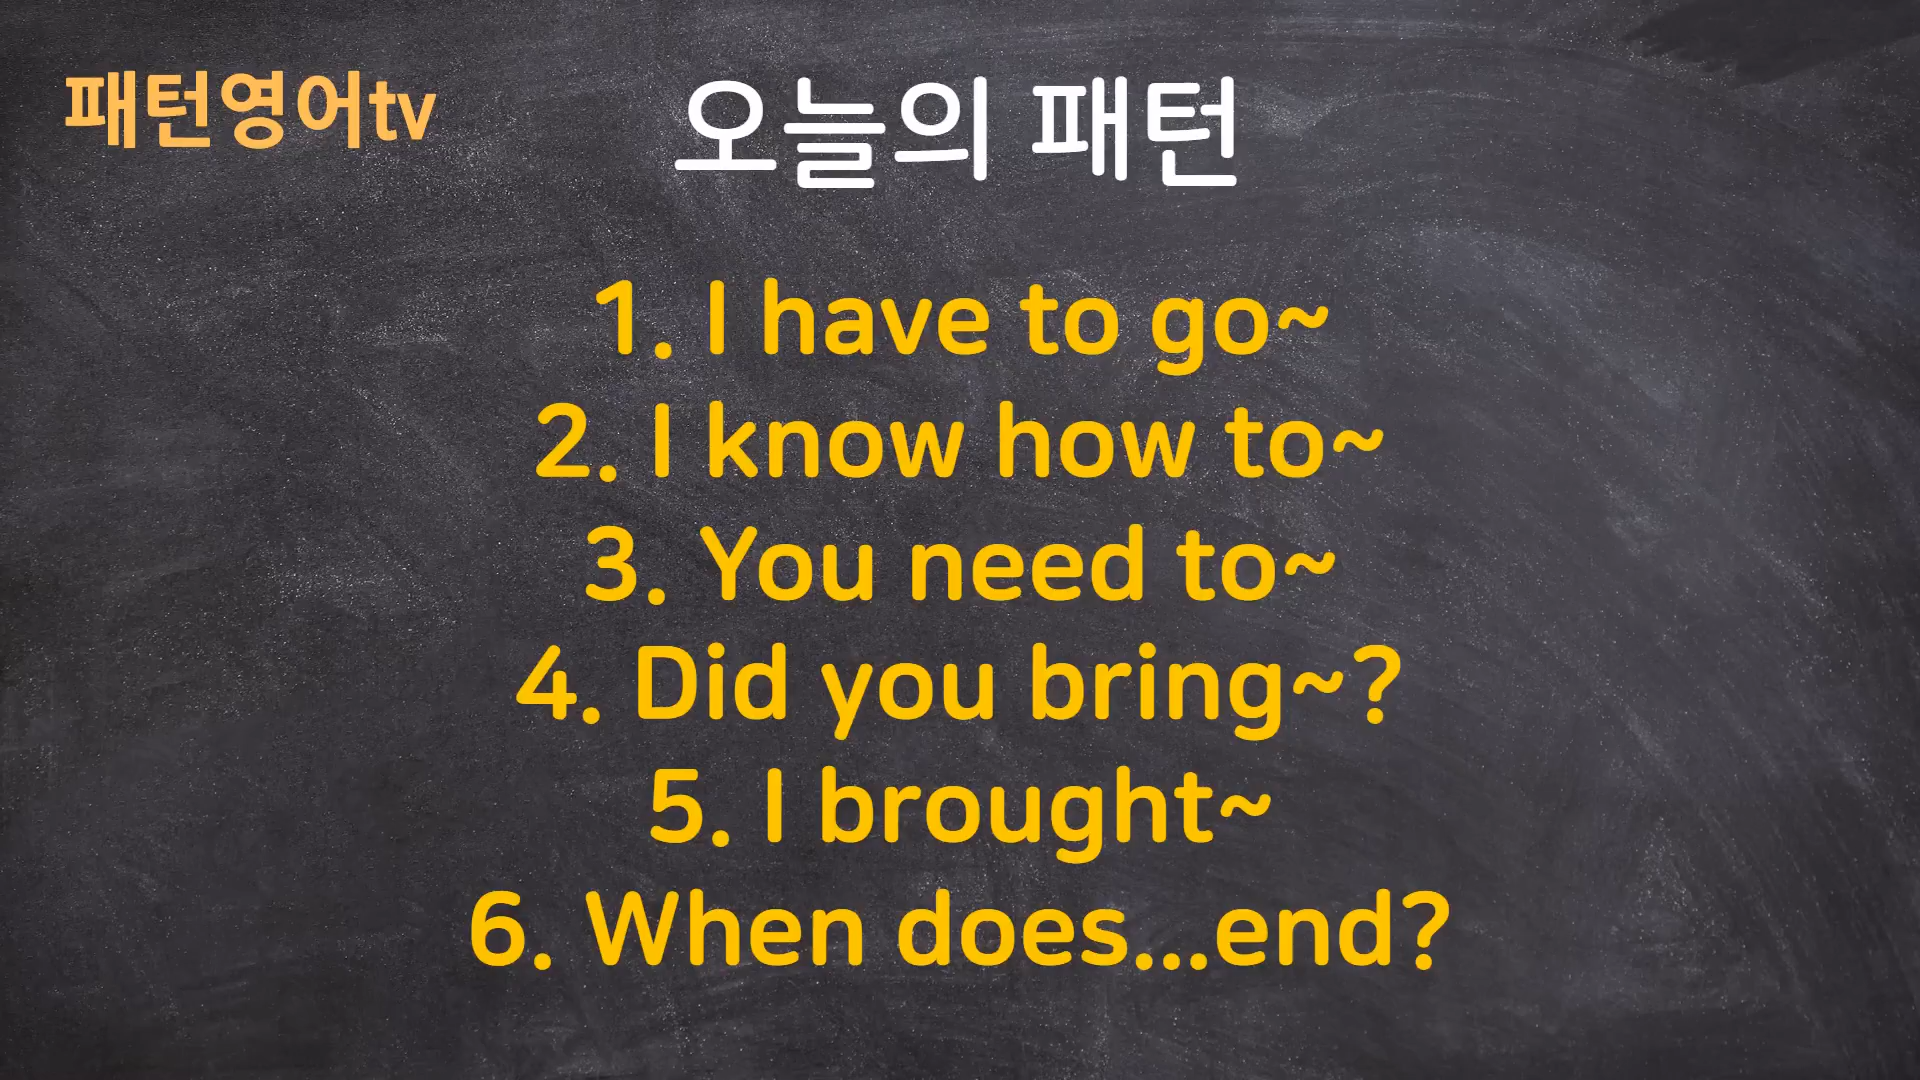 패턴영어tv
오늘의 패턴
1. I have to go~
2. I know how to~
3. You need to~
4. Did you bring~?
5. I brought~
6. When does...end?